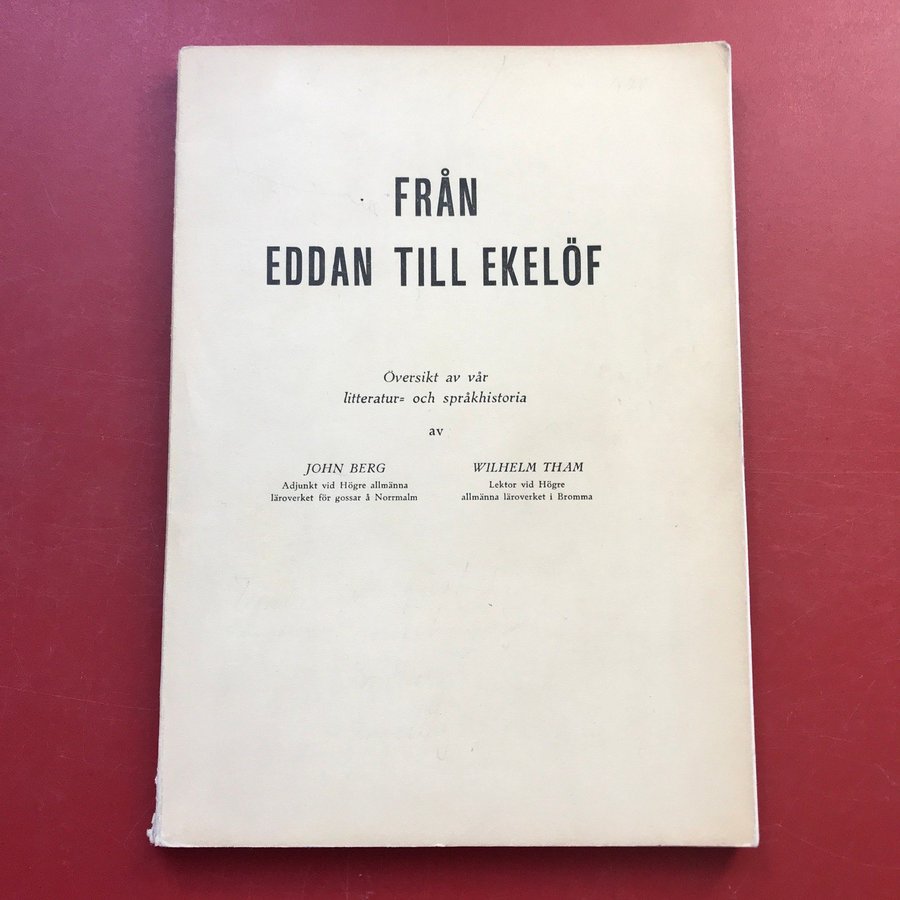 FRÅN
EDDAN TILL EKELÖF
Översikt av vår
litteratur= och språkhistoria
av
JOHN BERG
Adjunkt vid Högre allmänna
läroverket för gossar å Norrmalm
WILHELM THAM
Lektor vid Högre
allmänna läroverket i Bromma